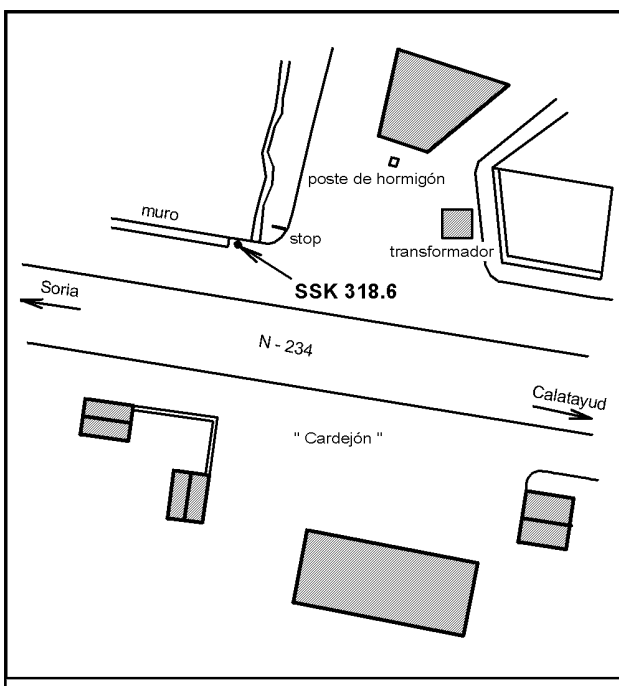 poste de hormigón
muro
stop
transformador
SSK 318.6
Soria
N - 234
Calatayud
" Cardejón "